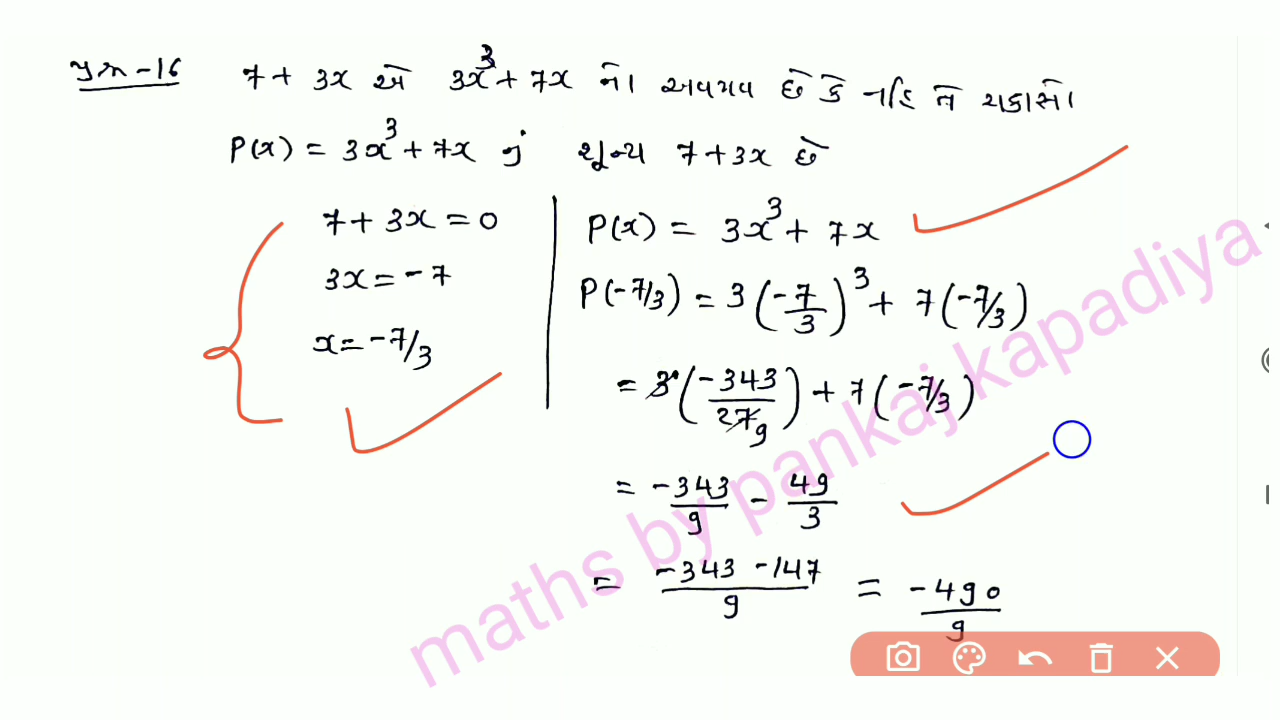 પ્રશ્ન -16 7 + 3x એ 3x³ + 7x નો અવયવ છે કે નહિ તે ચકાસો
P(x) = 3x³ + 7x નું શૂન્ય 7 + 3x છે
7 + 3x = 0
3x = -7
x = -7/3
P(x) = 3x³ + 7x
P(-7/3) = 3(-7/3)³ + 7(-7/3)
= 3(-343/27 9) + 7(-7/3)
= -343/9 - 49/3
= -343 -147/9 = -490/9
maths by pankaj kapadiya